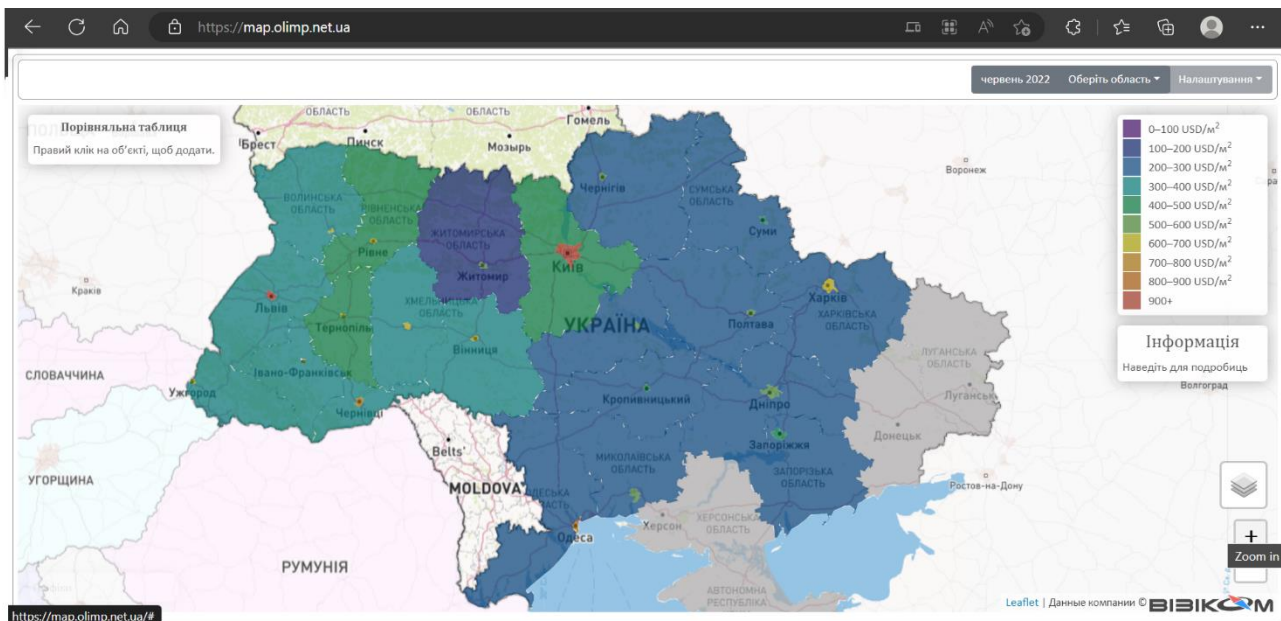 https://map.olimp.net.ua
червень 2022
Оберіть область
Налаштування
Порівняльна таблиця
Правий клік на об’єкті, щоб додати.
0–100 USD/м²
100–200 USD/м²
200–300 USD/м²
300–400 USD/м²
400–500 USD/м²
500–600 USD/м²
600–700 USD/м²
700–800 USD/м²
800–900 USD/м²
900+
Інформація
Наведіть для подробиць
ОБЛАСТЬ
ОБЛАСТЬ
Гомель
Брест
Пинск
Мозырь
Воронеж
Чернігів
СУМСЬКА
ОБЛАСТЬ
ВОЛИНСЬКА
ОБЛАСТЬ
РІВНЕНСЬКА
ОБЛАСТЬ
ЖИТОМИРСЬКА
ОБЛАСТЬ
Суми
Рівне
Київ
Житомир
Краків
Львів
ХМЕЛЬНИЦЬКА
ОБЛАСТЬ
Харків
ХАРКІВСЬКА
ОБЛАСТЬ
Тернопіль
УКРАЇНА
Полтава
Вінниця
ЛУГАНСЬКА
ОБЛАСТЬ
СЛОВАЧЧИНА
Івано-Франківськ
Ужгород
Волгоград
Луганськ
Кропивницький
Дніпро
Чернівці
Донецьк
Запоріжжя
Belts'
МИКОЛАЇВСЬКА
ОБЛАСТЬ
ЗАПОРІЗЬКА
ОБЛАСТЬ
УГОРЩИНА
MOLDOVA
ОДЕСЬКА
Ростов-на-Дону
Херсон
ХЕРСОНСЬКА
ОБЛАСТЬ
Одеса
РУМУНІЯ
АВТОНОМНА
РЕСПУБЛІКА
+
Zoom in
Leaflet | Данные компании © ВІЗІКОМ
https://map.olimp.net.ua/#